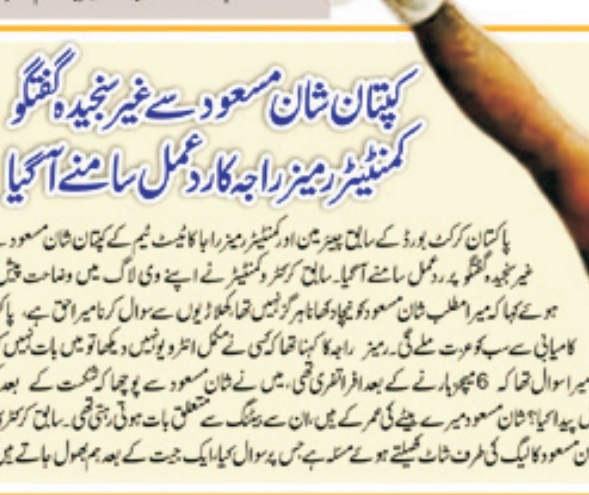 کپتان شان مسعود سے غیر سنجیدہ گفتگو
کمنٹیٹر رمیز راجہ کا ردعمل سامنے آگیا
پاکستان کرکٹ بورڈ کے سابق چیئرمین اور کمنٹیٹر رمیز راجا کا ٹیسٹ ٹیم کے کپتان شان مسعود
غیر سنجیدہ گفتگو پر ردعمل سامنے آگیا۔ سابق کرکٹر و کمنٹیٹر نے اپنے وی لاگ میں وضاحت پیش
ہوئے کہا کہ میرا مطلب شان مسعود کو نیچا دکھانا ہرگز نہیں تھا، کھلاڑیوں سے سوال کرنا میرا حق ہے،
کامیابی سے سب کو عزت ملے گی۔ رمیز راجہ کا کہنا تھا کہ کسی نے مکمل انٹرویو نہیں دیکھا تو میں بات نہیں
میرا سوال تھا کہ 6 میچ ہارنے کے بعد افراتفری تھی، میں نے شان مسعود سے پوچھا کہ شکست کے بعد
پیدا کیا؟ شان مسعود میرے بیٹے کی عمر کے ہیں، ان سے بیٹنگ سے متعلق بات ہوتی رہتی تھی۔ سابق کرکٹر
مسعود کا لیگ کی طرف شاٹ کھیلتے ہوئے مسئلہ ہے جس پر سوال کیا، ایک جیت کے بعد ہم بھول جاتے ہیں